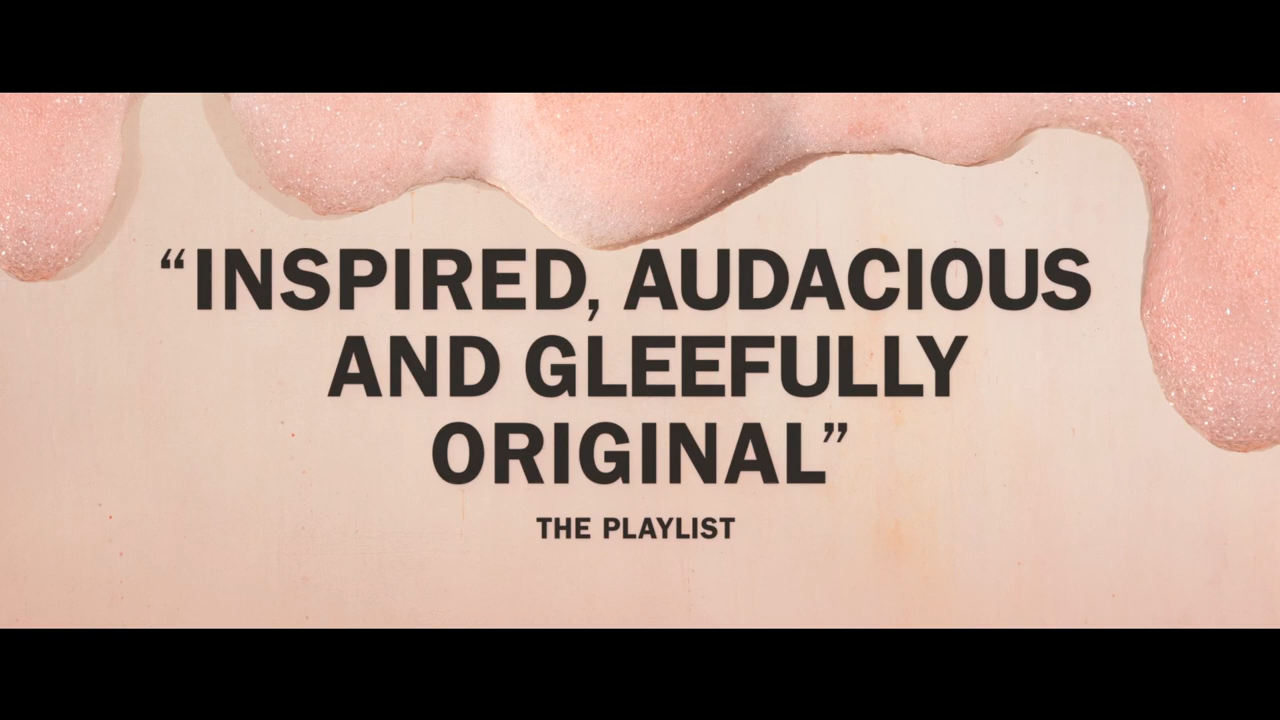 “INSPIRED, AUDACIOUS
AND GLEEFULLY
ORIGINAL”
THE PLAYLIST